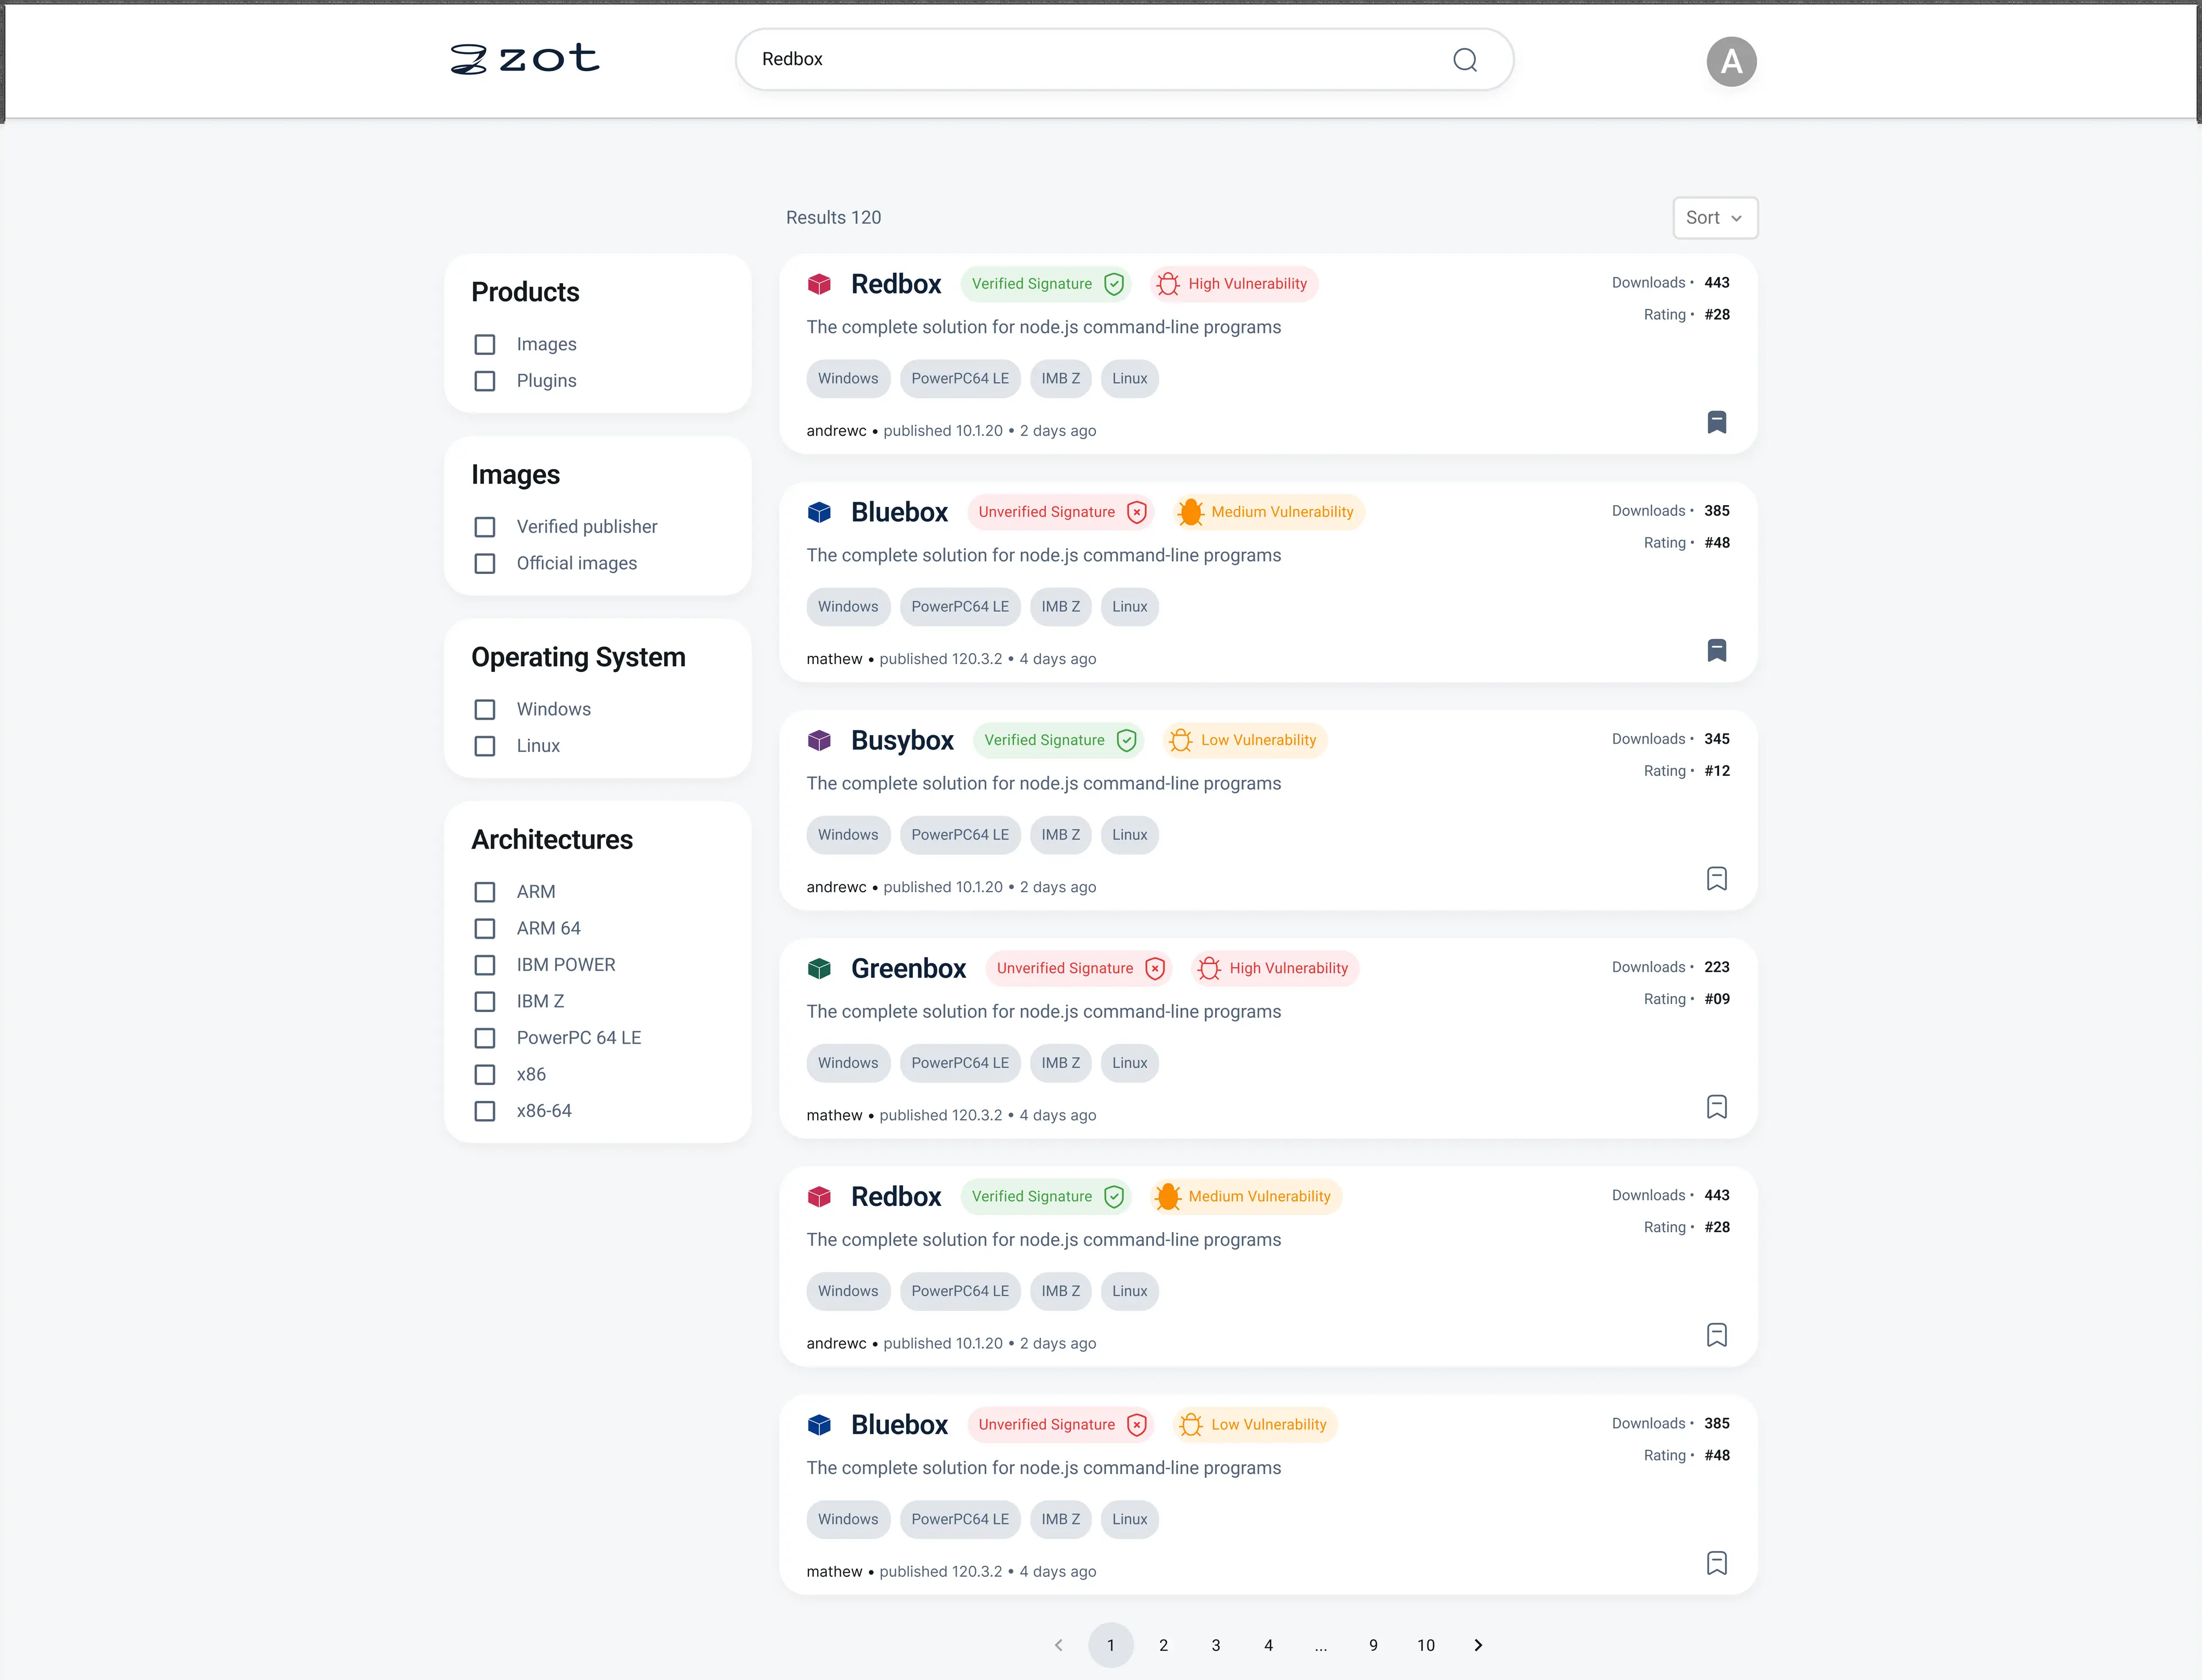 zot
Redbox
A
Results 120
Sort
Products
Images
Plugins
Images
Verified publisher
Official images
Operating System
Windows
Linux
Architectures
ARM
ARM 64
IBM POWER
IBM Z
PowerPC 64 LE
x86
x86-64
Redbox Verified Signature High Vulnerability Downloads • 443
Rating • #28
The complete solution for node.js command-line programs
Windows PowerPC64 LE IMB Z Linux
andrewc • published 10.1.20 • 2 days ago
Bluebox Unverified Signature Medium Vulnerability Downloads • 385
Rating • #48
The complete solution for node.js command-line programs
Windows PowerPC64 LE IMB Z Linux
mathew • published 120.3.2 • 4 days ago
Busybox Verified Signature Low Vulnerability Downloads • 345
Rating • #12
The complete solution for node.js command-line programs
Windows PowerPC64 LE IMB Z Linux
andrewc • published 10.1.20 • 2 days ago
Greenbox Unverified Signature High Vulnerability Downloads • 223
Rating • #09
The complete solution for node.js command-line programs
Windows PowerPC64 LE IMB Z Linux
mathew • published 120.3.2 • 4 days ago
Redbox Verified Signature Medium Vulnerability Downloads • 443
Rating • #28
The complete solution for node.js command-line programs
Windows PowerPC64 LE IMB Z Linux
andrewc • published 10.1.20 • 2 days ago
Bluebox Unverified Signature Low Vulnerability Downloads • 385
Rating • #48
The complete solution for node.js command-line programs
Windows PowerPC64 LE IMB Z Linux
mathew • published 120.3.2 • 4 days ago
1 2 3 4 ... 9 10